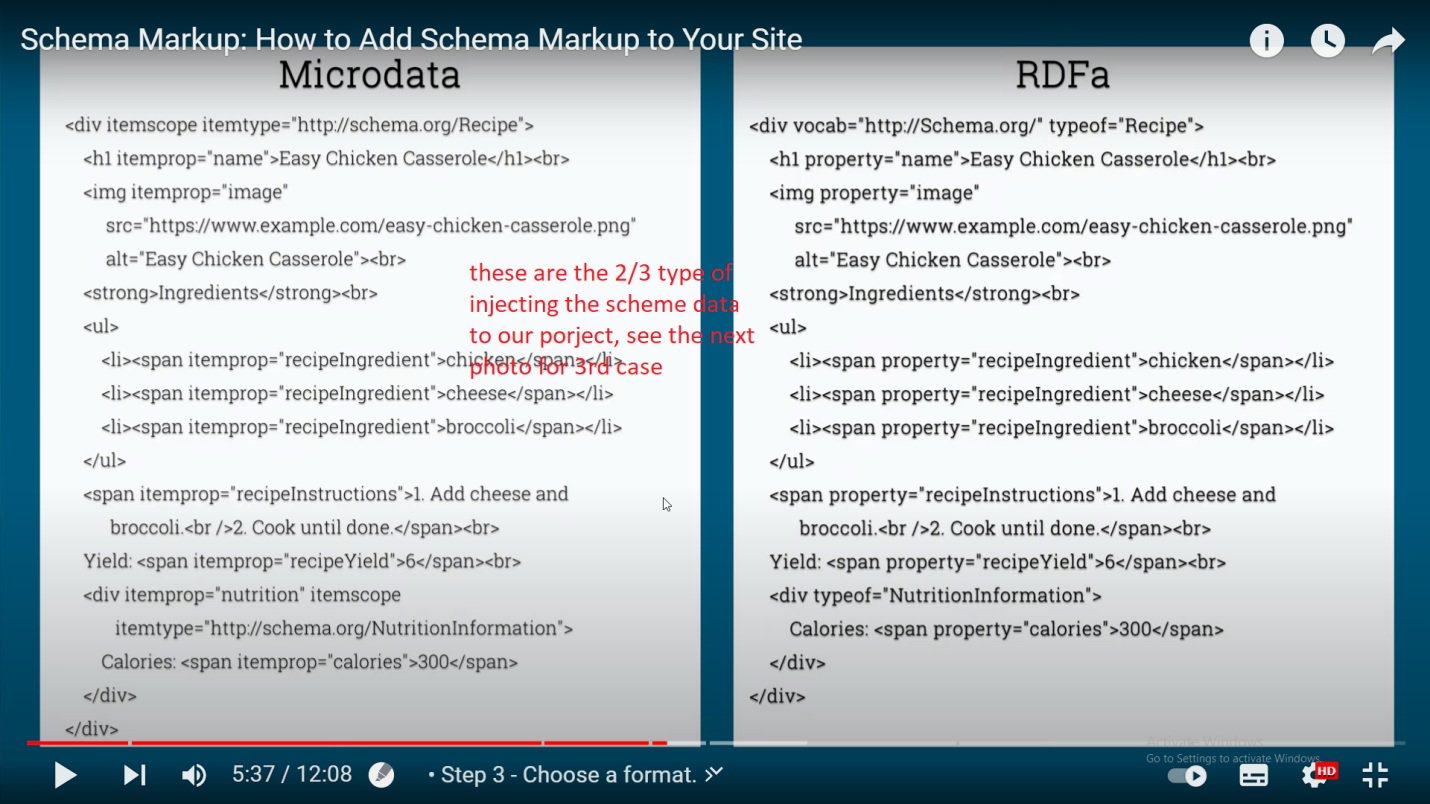 Schema Markup: How to Add Schema Markup to Your Site
Microdata
<div itemscope itemtype="http://schema.org/Recipe">
<h1 itemprop="name">Easy Chicken Casserole</h1><br>
<img itemprop="image"
src="https://www.example.com/easy-chicken-casserole.png"
alt="Easy Chicken Casserole"><br>
<strong>Ingredients</strong><br>
<ul>
<li><span itemprop="recipeIngredient">chicken</span></li>
<li><span itemprop="recipeIngredient">cheese</span></li>
<li><span itemprop="recipeIngredient">broccoli</span></li>
</ul>
<span itemprop="recipeInstructions">1. Add cheese and
broccoli.<br />2. Cook until done.</span><br>
Yield: <span itemprop="recipeYield">6</span><br>
<div itemprop="nutrition" itemscope
itemtype="http://schema.org/NutritionInformation">
Calories: <span itemprop="calories">300</span>
</div>
</div>
these are the 2/3 type of
injecting the scheme data
to our porject, see the next
photo for 3rd case
RDFa
<div vocab="http://Schema.org/" typeof="Recipe">
<h1 property="name">Easy Chicken Casserole</h1><br>
<img property="image"
src="https://www.example.com/easy-chicken-casserole.png"
alt="Easy Chicken Casserole"><br>
<strong>Ingredients</strong><br>
<ul>
<li><span property="recipeIngredient">chicken</span></li>
<li><span property="recipeIngredient">cheese</span></li>
<li><span property="recipeIngredient">broccoli</span></li>
</ul>
<span property="recipeInstructions">1. Add cheese and
broccoli.<br />2. Cook until done.</span><br>
Yield: <span property="recipeYield">6</span><br>
<div typeof="NutritionInformation">
Calories: <span property="calories">300</span>
</div>
</div>
Activate Windows
Go to Settings to activate Windows.
5:37 / 12:08
• Step 3 - Choose a format.
HD